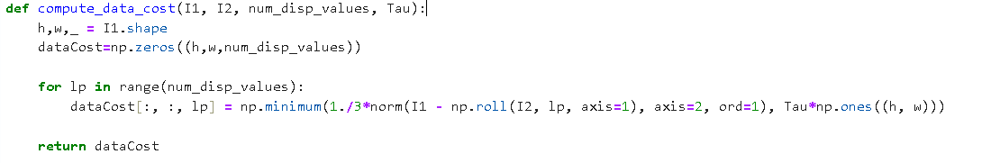 def compute_data_cost(I1, I2, num_disp_values, Tau):
    h,w,_ = I1.shape
    dataCost=np.zeros((h,w,num_disp_values))
    for lp in range(num_disp_values):
        dataCost[:, :, lp] = np.minimum(1./3*norm(I1 - np.roll(I2, lp, axis=1), axis=2, ord=1), Tau*np.ones((h, w)))
    return dataCost